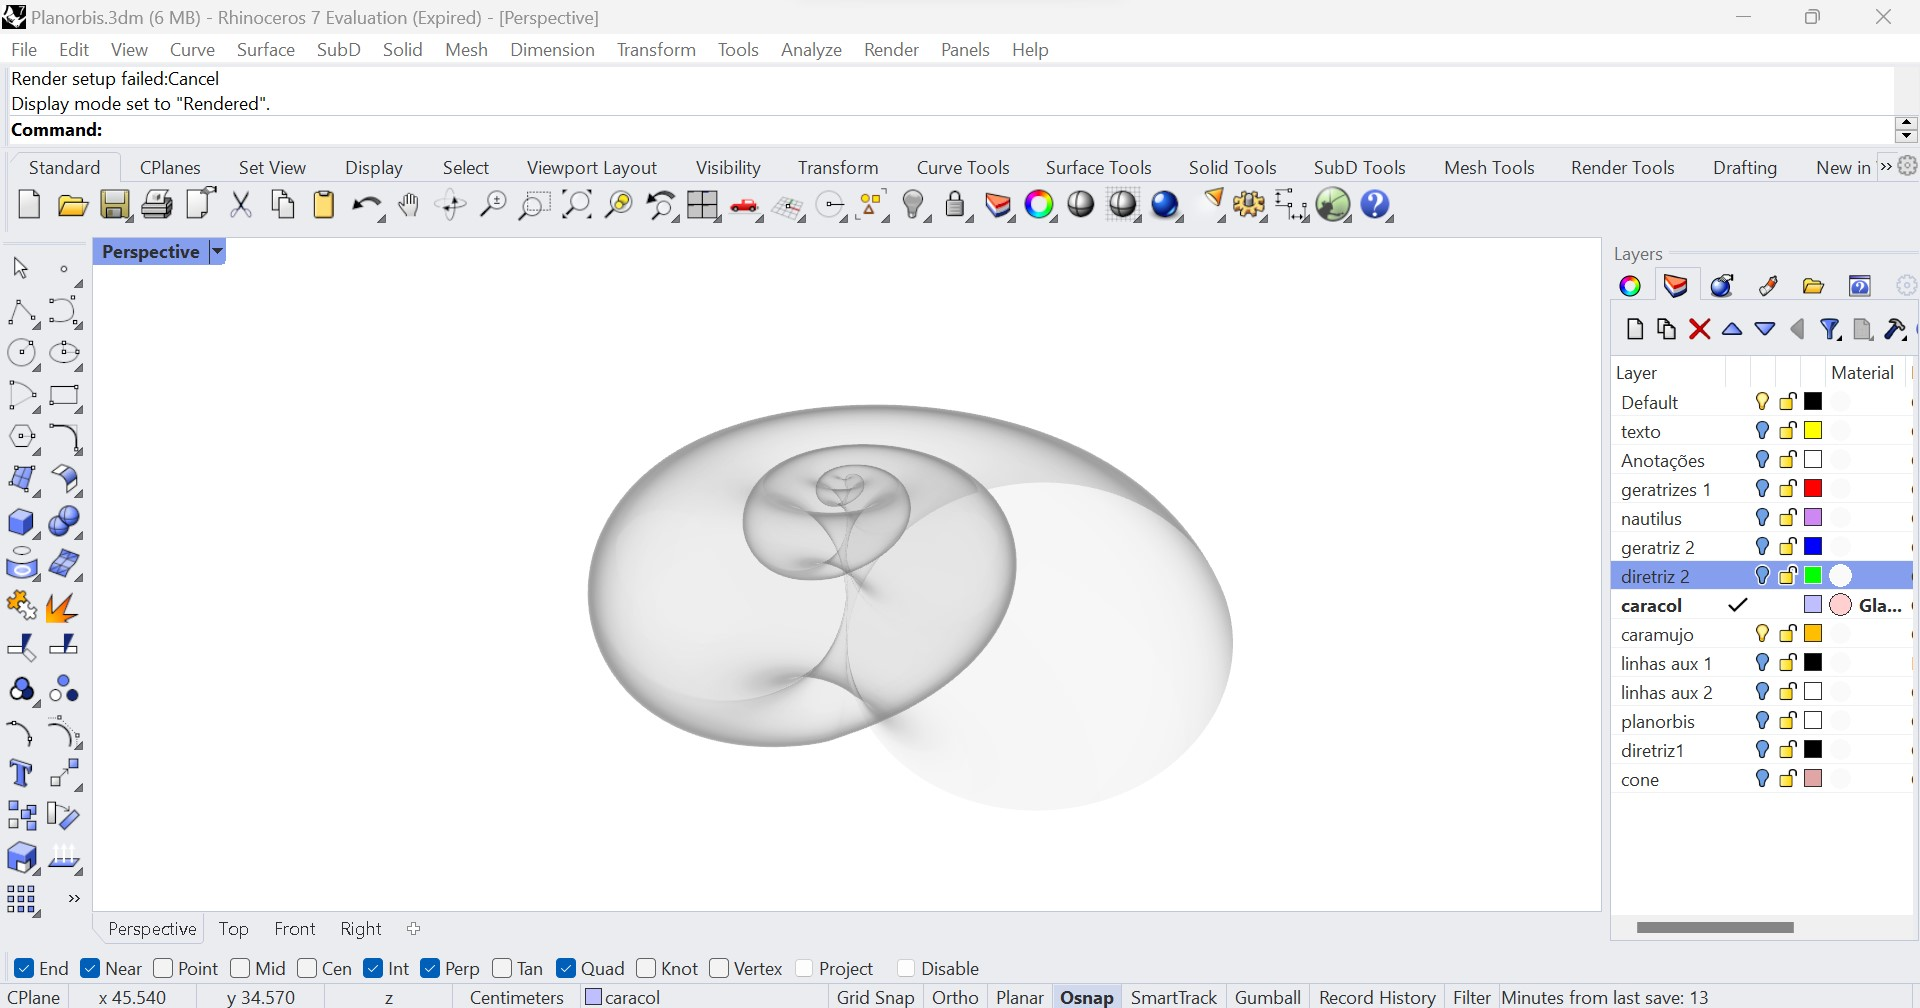 Planorbis.3dm (6 MB) - Rhinoceros 7 Evaluation (Expired) - [Perspective]
File Edit View Curve Surface SubD Solid Mesh Dimension Transform Tools Analyze Render Panels Help
Render setup failed:Cancel
Display mode set to "Rendered".
Command:
Standard CPlanes Set View Display Select Viewport Layout Visibility Transform Curve Tools Surface Tools Solid Tools SubD Tools Mesh Tools Render Tools Drafting New in
Perspective
Layers
Layer Material
Default
texto
Anotações
geratrizes 1
nautilus
geratriz 2
diretriz 2
caracol Gla...
caramujo
linhas aux 1
linhas aux 2
planorbis
diretriz1
cone
Perspective Top Front Right
End Near Point Mid Cen Int Perp Tan Quad Knot Vertex Project Disable
CPlane x 45.540 y 34.570 z Centimeters caracol Grid Snap Ortho Planar Osnap SmartTrack Gumball Record History Filter Minutes from last save: 13